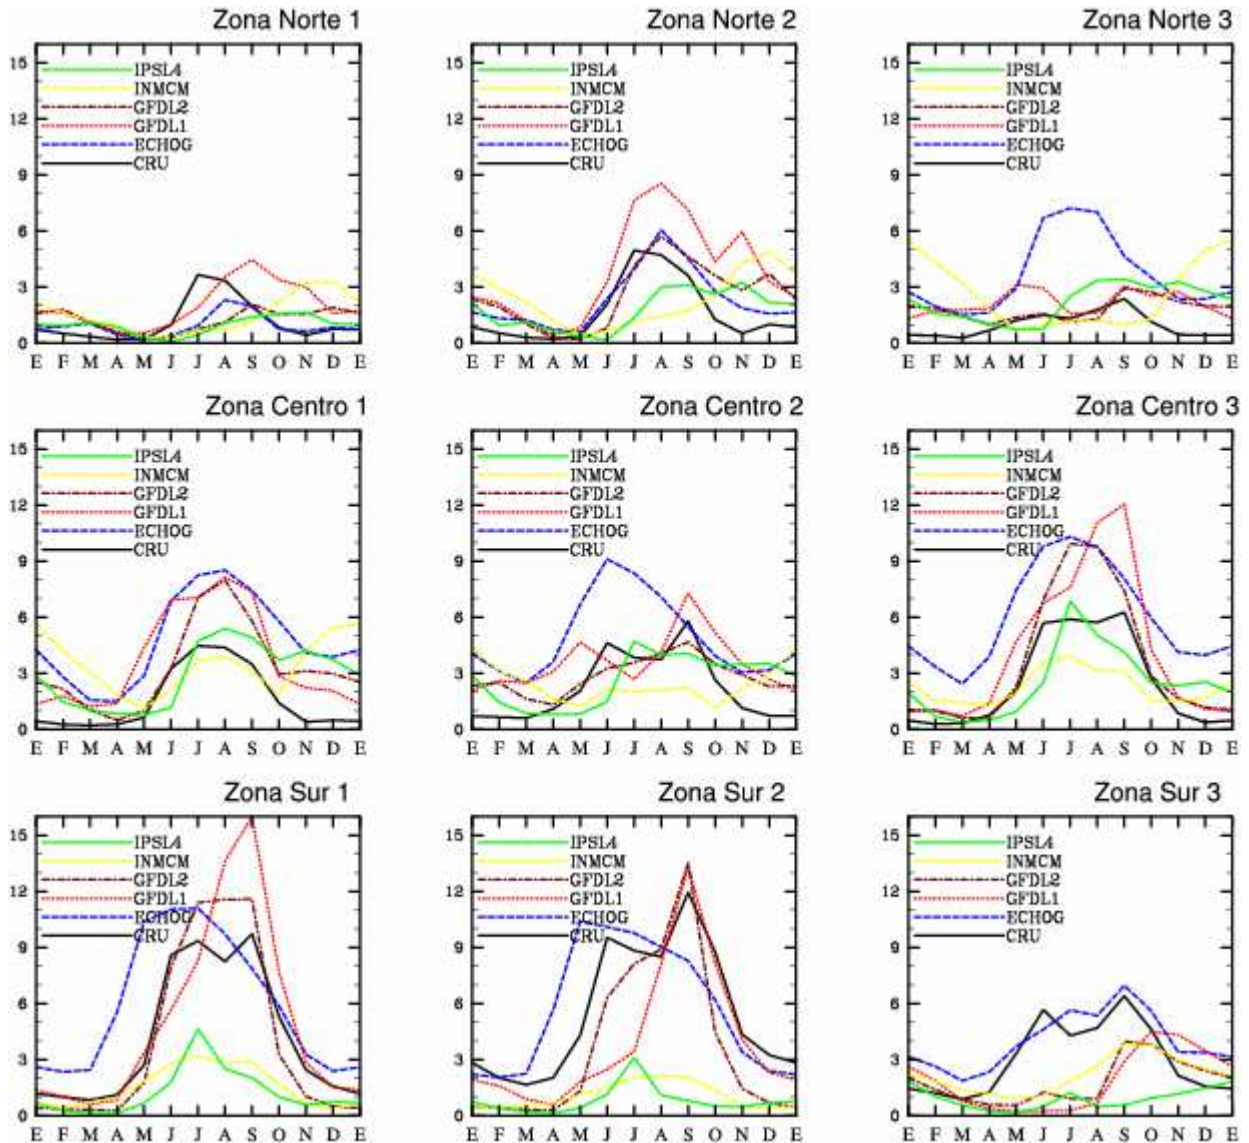 Zona Norte 1
15
12
9
6
3
0
IPSL4
INMCM
GFDL2
GFDL1
ECHOG
CRU
E F M A M J J A S O N D E
Zona Norte 2
15
12
9
6
3
0
IPSL4
INMCM
GFDL2
GFDL1
ECHOG
CRU
E F M A M J J A S O N D E
Zona Norte 3
15
12
9
6
3
0
IPSL4
INMCM
GFDL2
GFDL1
ECHOG
CRU
E F M A M J J A S O N D E
Zona Centro 1
15
12
9
6
3
0
IPSL4
INMCM
GFDL2
GFDL1
ECHOG
CRU
E F M A M J J A S O N D E
Zona Centro 2
15
12
9
6
3
0
IPSL4
INMCM
GFDL2
GFDL1
ECHOG
CRU
E F M A M J J A S O N D E
Zona Centro 3
15
12
9
6
3
0
IPSL4
INMCM
GFDL2
GFDL1
ECHOG
CRU
E F M A M J J A S O N D E
Zona Sur 1
15
12
9
6
3
0
IPSL4
INMCM
GFDL2
GFDL1
ECHOG
CRU
E F M A M J J A S O N D E
Zona Sur 2
15
12
9
6
3
0
IPSL4
INMCM
GFDL2
GFDL1
ECHOG
CRU
E F M A M J J A S O N D E
Zona Sur 3
15
12
9
6
3
0
IPSL4
INMCM
GFDL2
GFDL1
ECHOG
CRU
E F M A M J J A S O N D E